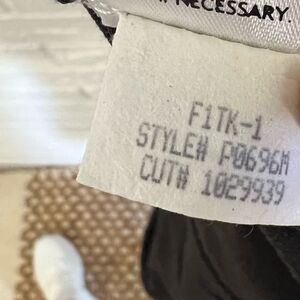 NECESSARY.
F1TK-1
STYLE# P0696M
CUT# 1029939